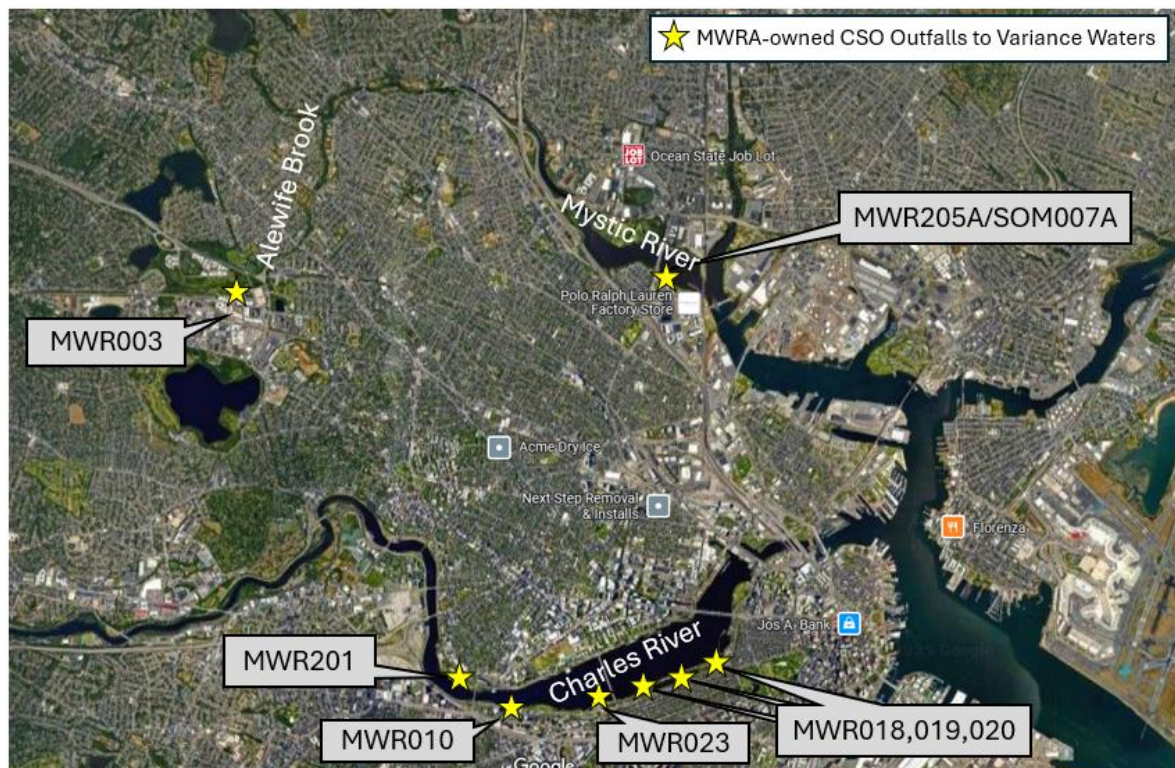 MWRA-owned CSO Outfalls to Variance Waters
JOB
LOT
Ocean State Job Lot
Alewife Brook
Mystic River
MWR205A/SOM007A
Polo Ralph Lauren
Factory Store
MWR003
Acme Dry Ice
Next Step Removal
& Installs
Florenza
Jos A. Bank
Charles River
MWR201
MWR010
MWR023
MWR018,019,020
Google